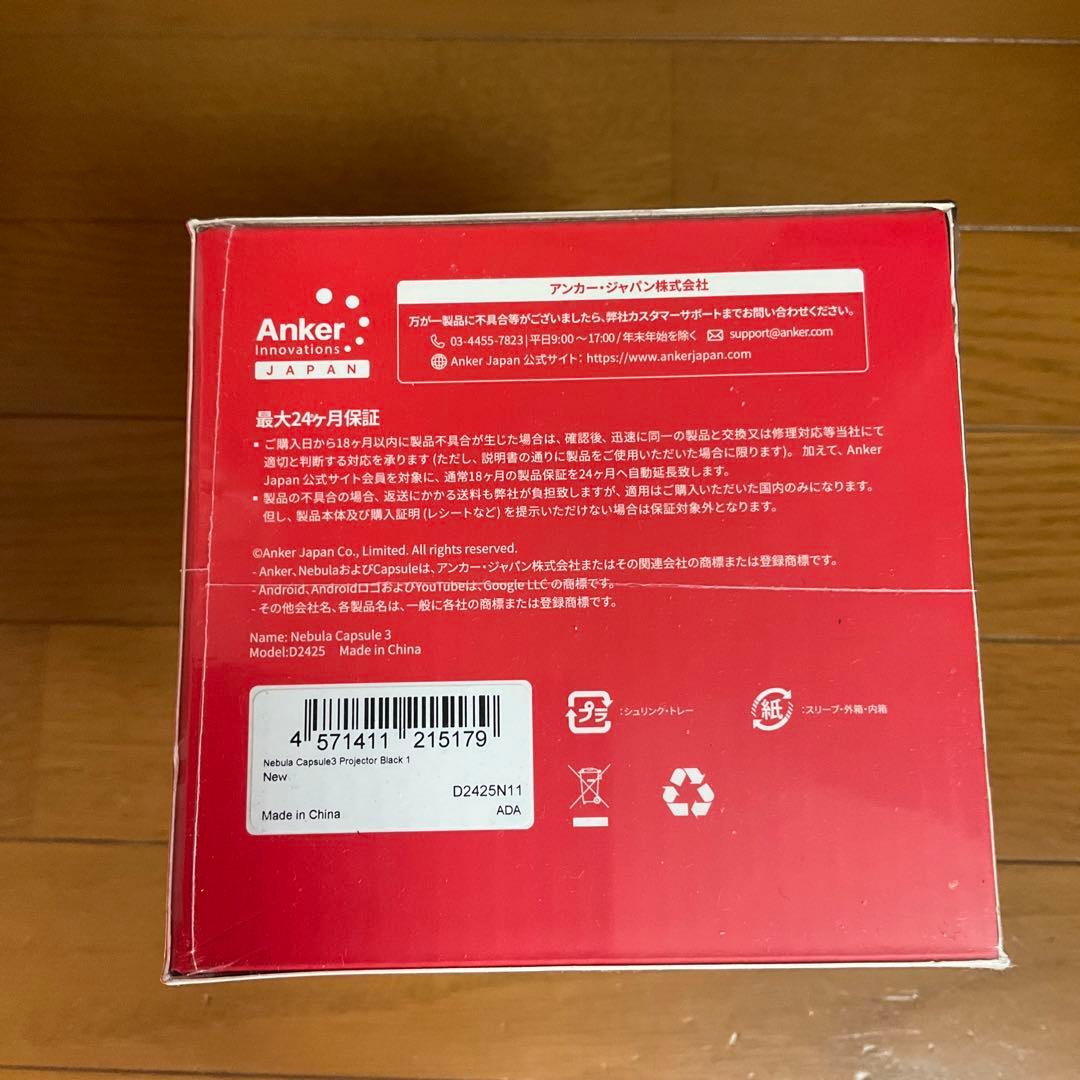 Anker
Innovations
JAPAN
アンカー・ジャパン株式会社
万が一製品に不具合等がございましたら、弊社カスタマーサポートまでお問い合わせください。
03-4455-7823 | 平日9:00 〜 17:00 / 年末年始を除く support@anker.com
Anker Japan 公式サイト: https://www.ankerjapan.com
最大24ヶ月保証
▪ ご購入日から18ヶ月以内に製品不具合が生じた場合は、確認後、迅速に同一の製品と交換又は修理対応等当社にて
適切と判断する対応を承ります (ただし、説明書の通りに製品をご使用いただいた場合に限ります)。 加えて、Anker
Japan 公式サイト会員を対象に、通常18ヶ月の製品保証を24ヶ月へ自動延長致します。
▪ 製品の不具合の場合、返送にかかる送料も弊社が負担致しますが、適用はご購入いただいた国内のみになります。
但し、製品本体及び購入証明 (レシートなど) を提示いただけない場合は保証対象外となります。
©Anker Japan Co., Limited. All rights reserved.
- Anker、NebulaおよびCapsuleは、アンカー・ジャパン株式会社またはその関連会社の商標または登録商標です。
- Android、AndroidロゴおよびYouTubeは、Google LLC の商標です。
- その他会社名、各製品名は、一般に各社の商標または登録商標です。
Name: Nebula Capsule 3
Model:D2425 Made in China
4 571411 215179
Nebula Capsule3 Projector Black 1
New
D2425N11
Made in China ADA
プラ :シュリンク・トレー
紙 :スリーブ・外箱・内箱